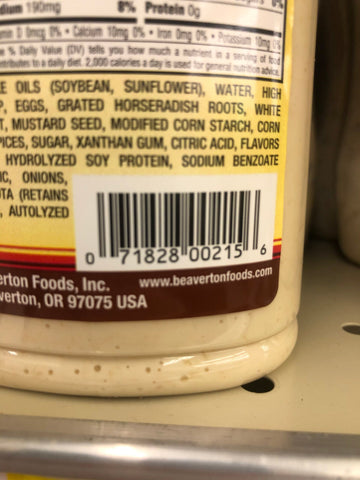 dium 190mg 8% Protein 0g
min D 0mcg 0% • Calcium 10mg 0% • Iron 0mg 0% • Potassium 10mg 0%
e % Daily Value (DV) tells you how much a nutrient in a serving of food
ntributes to a daily diet. 2,000 calories a day is used for general nutrition advice.
E OILS (SOYBEAN, SUNFLOWER), WATER, HIGH
P, EGGS, GRATED HORSERADISH ROOTS, WHITE
T, MUSTARD SEED, MODIFIED CORN STARCH, CORN
PICES, SUGAR, XANTHAN GUM, CITRIC ACID, FLAVORS
HYDROLYZED SOY PROTEIN, SODIUM BENZOATE
IC, ONIONS,
TA (RETAINS
, AUTOLYZED
0 71828 00215 6
erton Foods, Inc. www.beavertonfoods.com
verton, OR 97075 USA